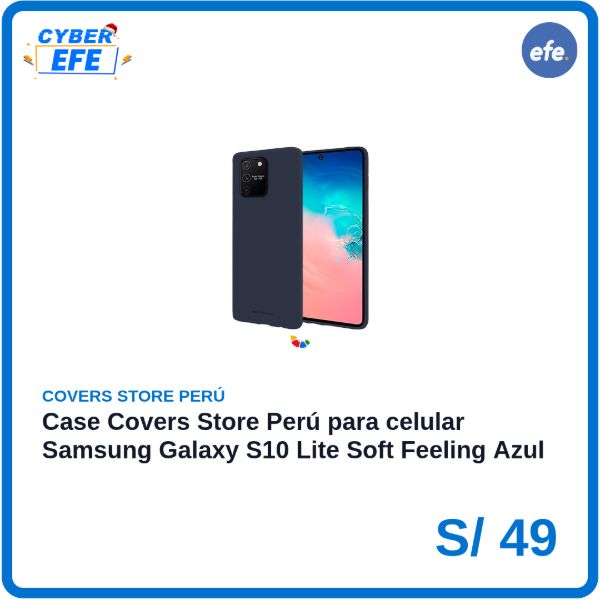 CYBER
EFE
efe.
COVERS STORE PERÚ
Case Covers Store Perú para celular
Samsung Galaxy S10 Lite Soft Feeling Azul
S/ 49